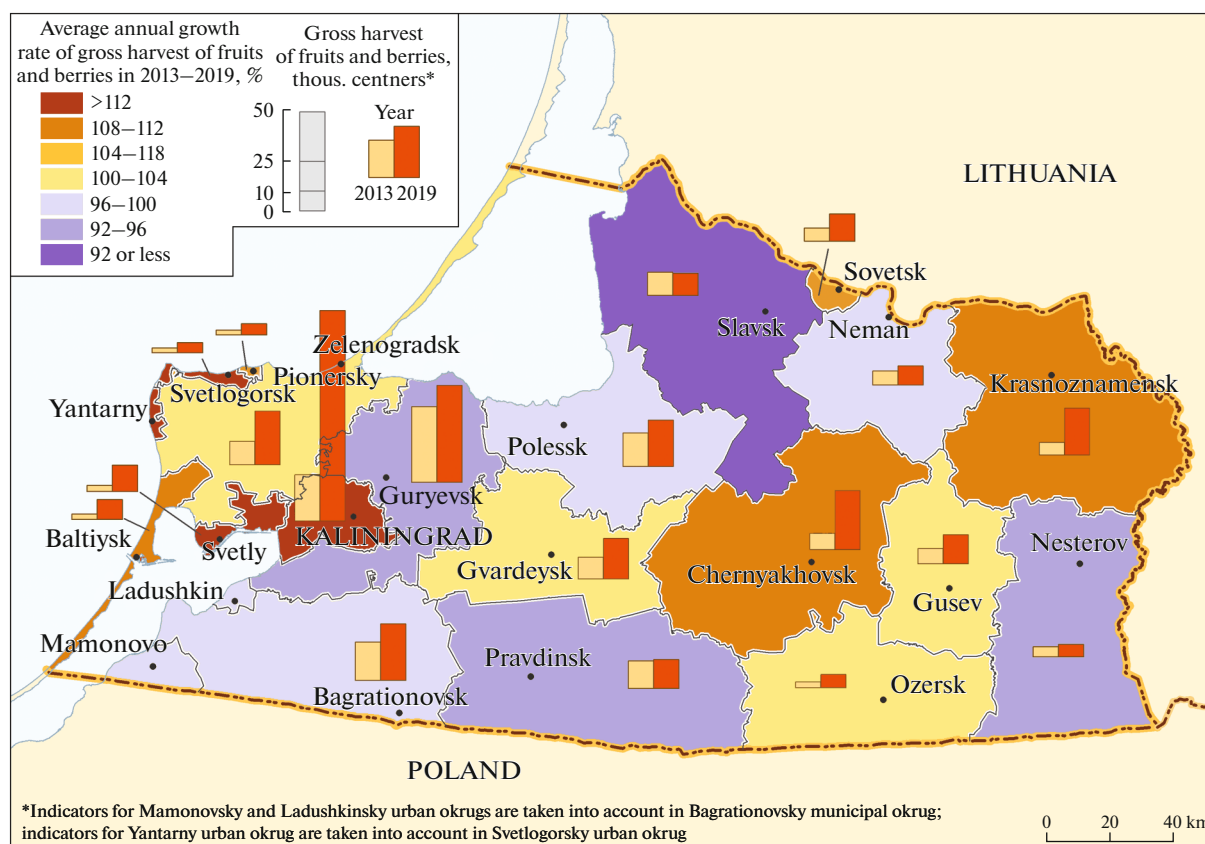 Average annual growth
rate of gross harvest of fruits
and berries in 2013–2019, %
>112
108–112
104–118
100–104
96–100
92–96
92 or less
Gross harvest
of fruits and berries,
thous. centners*
50
25
10
0
Year
2013 2019
LITHUANIA
Sovetsk
Slavsk
Neman
Zelenogradsk
Pionersky
Svetlogorsk
Krasnoznamensk
Yantarny
Polessk
Guryevsk
KALININGRAD
Baltiysk
Svetly
Nesterov
Gvardeysk
Chernyakhovsk
Ladushkin
Gusev
Mamonovo
Pravdinsk
Bagrationovsk
Ozersk
POLAND
*Indicators for Mamonovsky and Ladushkinsky urban okrugs are taken into account in Bagrationovsky municipal okrug;
indicators for Yantarny urban okrug are taken into account in Svetlogorsky urban okrug
0 20 40 km